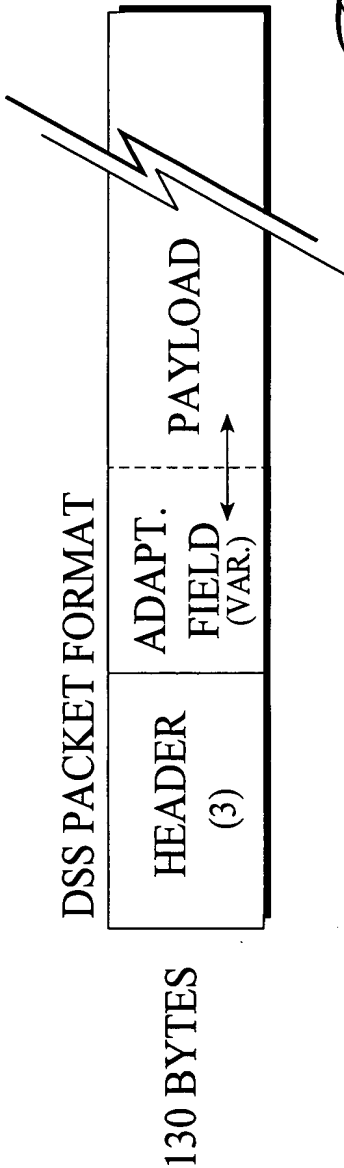 DSS PACKET FORMAT
130 BYTES
HEADER
(3)
ADAPT.
FIELD
(VAR.)
PAYLOAD